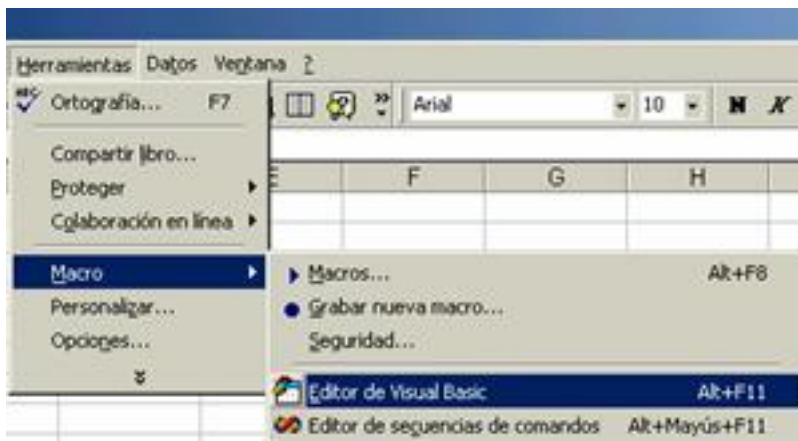 Herramientas Datos Ventana ?
ABC Ortografía... F7
Arial 10 N K
Compartir libro...
Proteger
Colaboración en línea
E F G H
Macro
Personalizar...
Opciones...
Macros... Alt+F8
Grabar nueva macro...
Seguridad...
Editor de Visual Basic Alt+F11
Editor de secuencias de comandos Alt+Mayús+F11